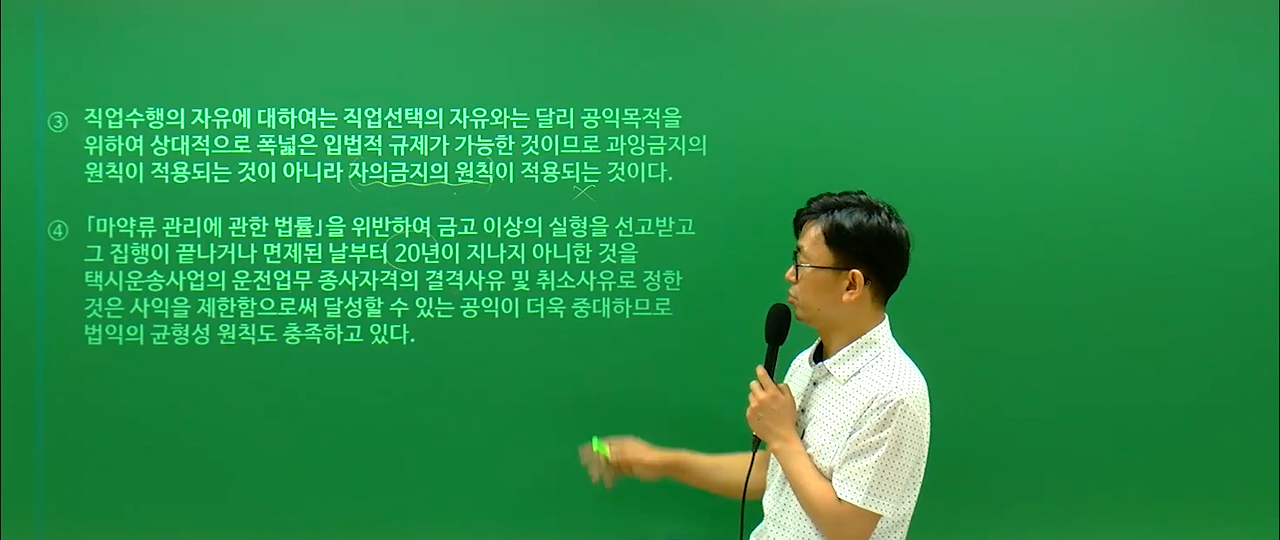 ③ 직업수행의 자유에 대하여는 직업선택의 자유와는 달리 공익목적을
위하여 상대적으로 폭넓은 입법적 규제가 가능한 것이므로 과잉금지의
원칙이 적용되는 것이 아니라 자의금지의 원칙이 적용되는 것이다.
④ 「마약류 관리에 관한 법률」을 위반하여 금고 이상의 실형을 선고받고
그 집행이 끝나거나 면제된 날부터 20년이 지나지 아니한 것을
택시운송사업의 운전업무 종사자격의 결격사유 및 취소사유로 정한
것은 사익을 제한함으로써 달성할 수 있는 공익이 더욱 중대하므로
법익의 균형성 원칙도 충족하고 있다.